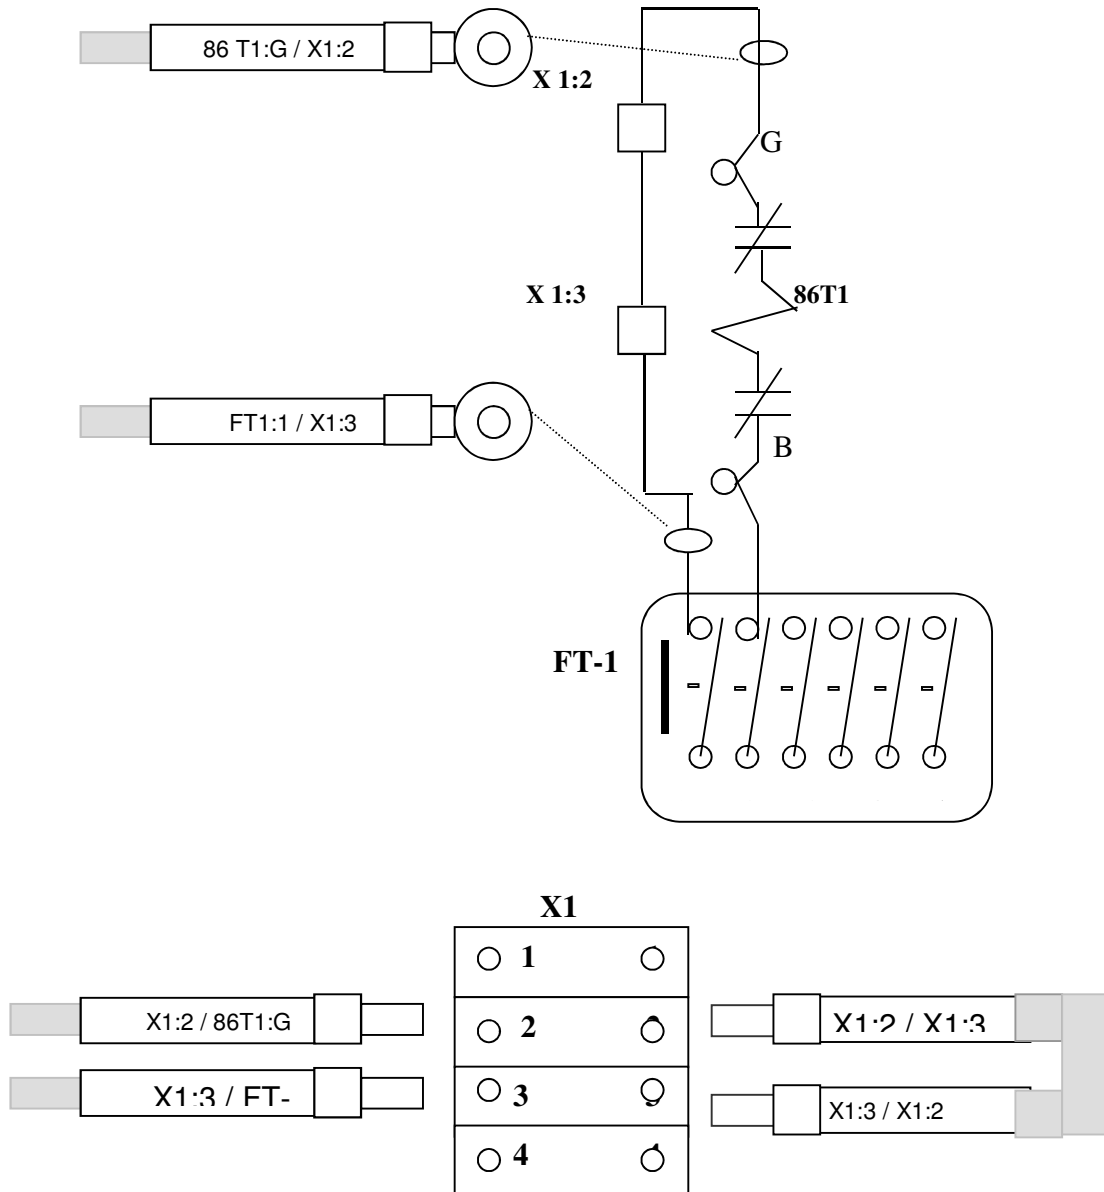 86 T1:G / X1:2
X 1:2
G
X 1:3
86T1
FT1:1 / X1:3
B
FT-1
X1
1
X1:2 / 86T1:G
2
X1:2 / X1:3
X1:3 / FT-
3
X1:3 / X1:2
4